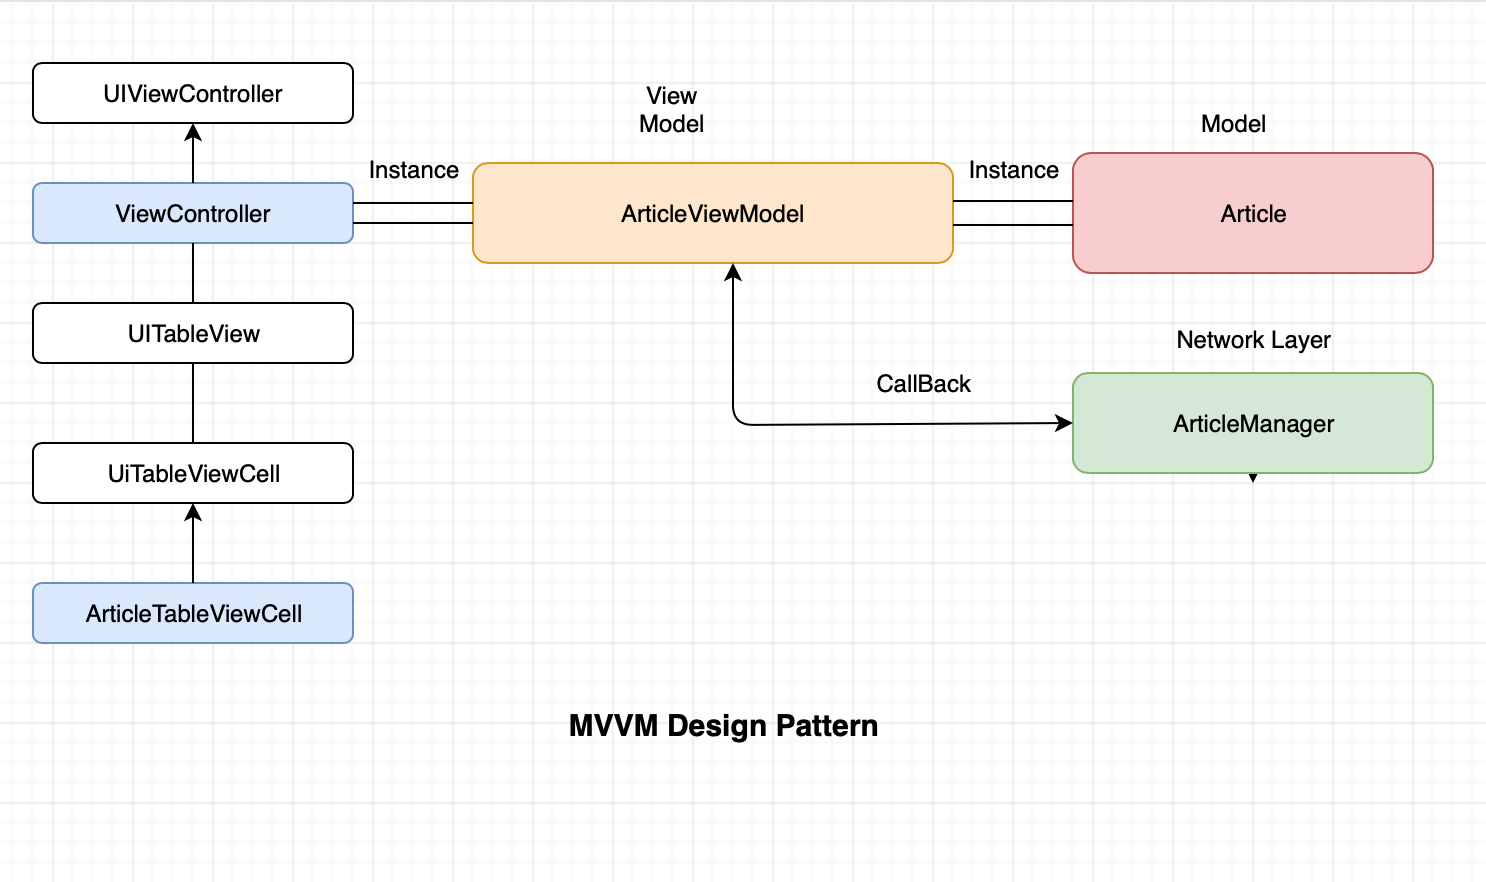 UIViewController
View
Model
Model
Instance
Instance
ViewController
ArticleViewModel
Article
UITableView
Network Layer
CallBack
ArticleManager
UiTableViewCell
ArticleTableViewCell
MVVM Design Pattern